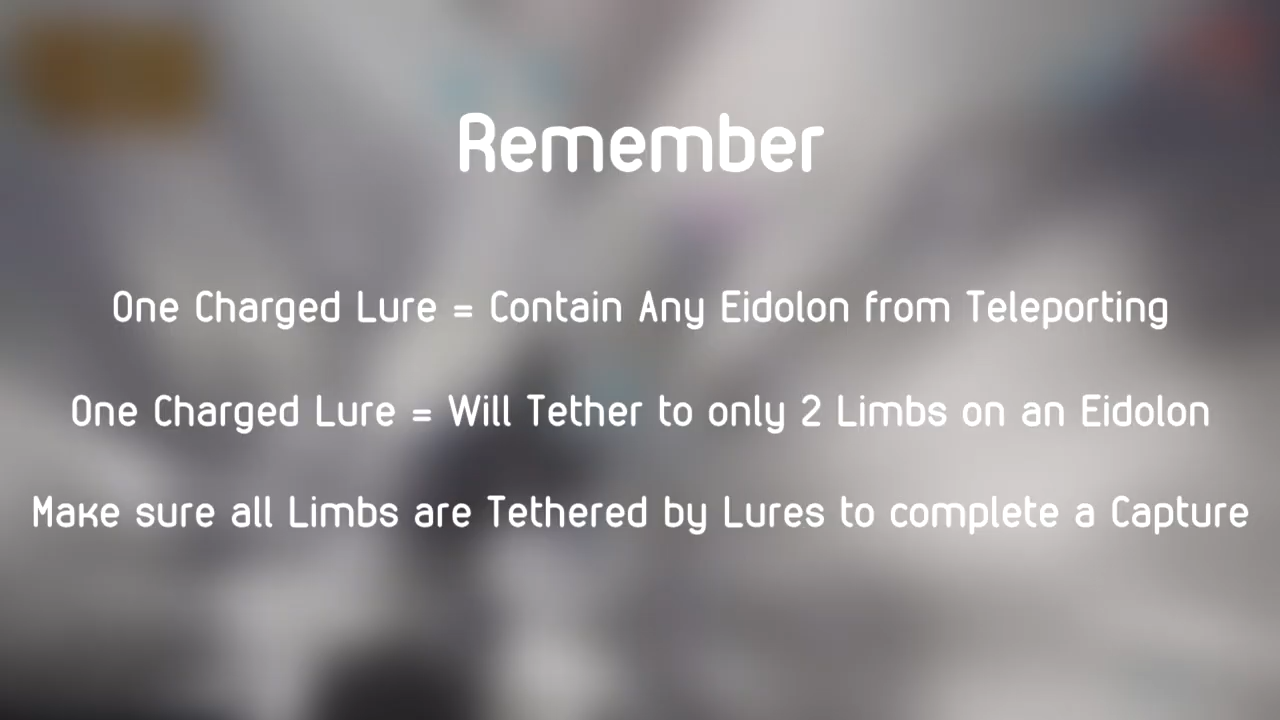 Remember
One Charged Lure = Contain Any Eidolon from Teleporting
One Charged Lure = Will Tether to only 2 Limbs on an Eidolon
Make sure all Limbs are Tethered by Lures to complete a Capture